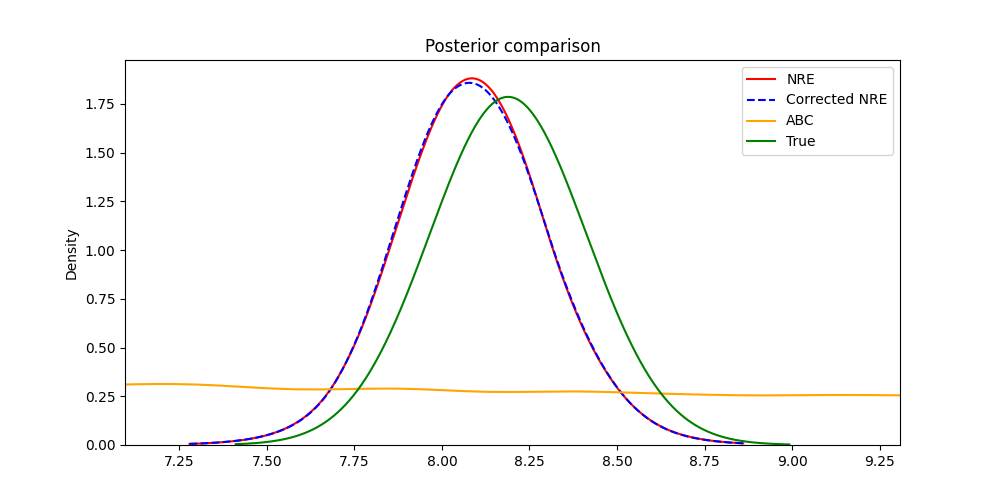 Posterior comparison
NRE
Corrected NRE
ABC
True
Density
1.75
1.50
1.25
1.00
0.75
0.50
0.25
0.00
7.25 7.50 7.75 8.00 8.25 8.50 8.75 9.00 9.25